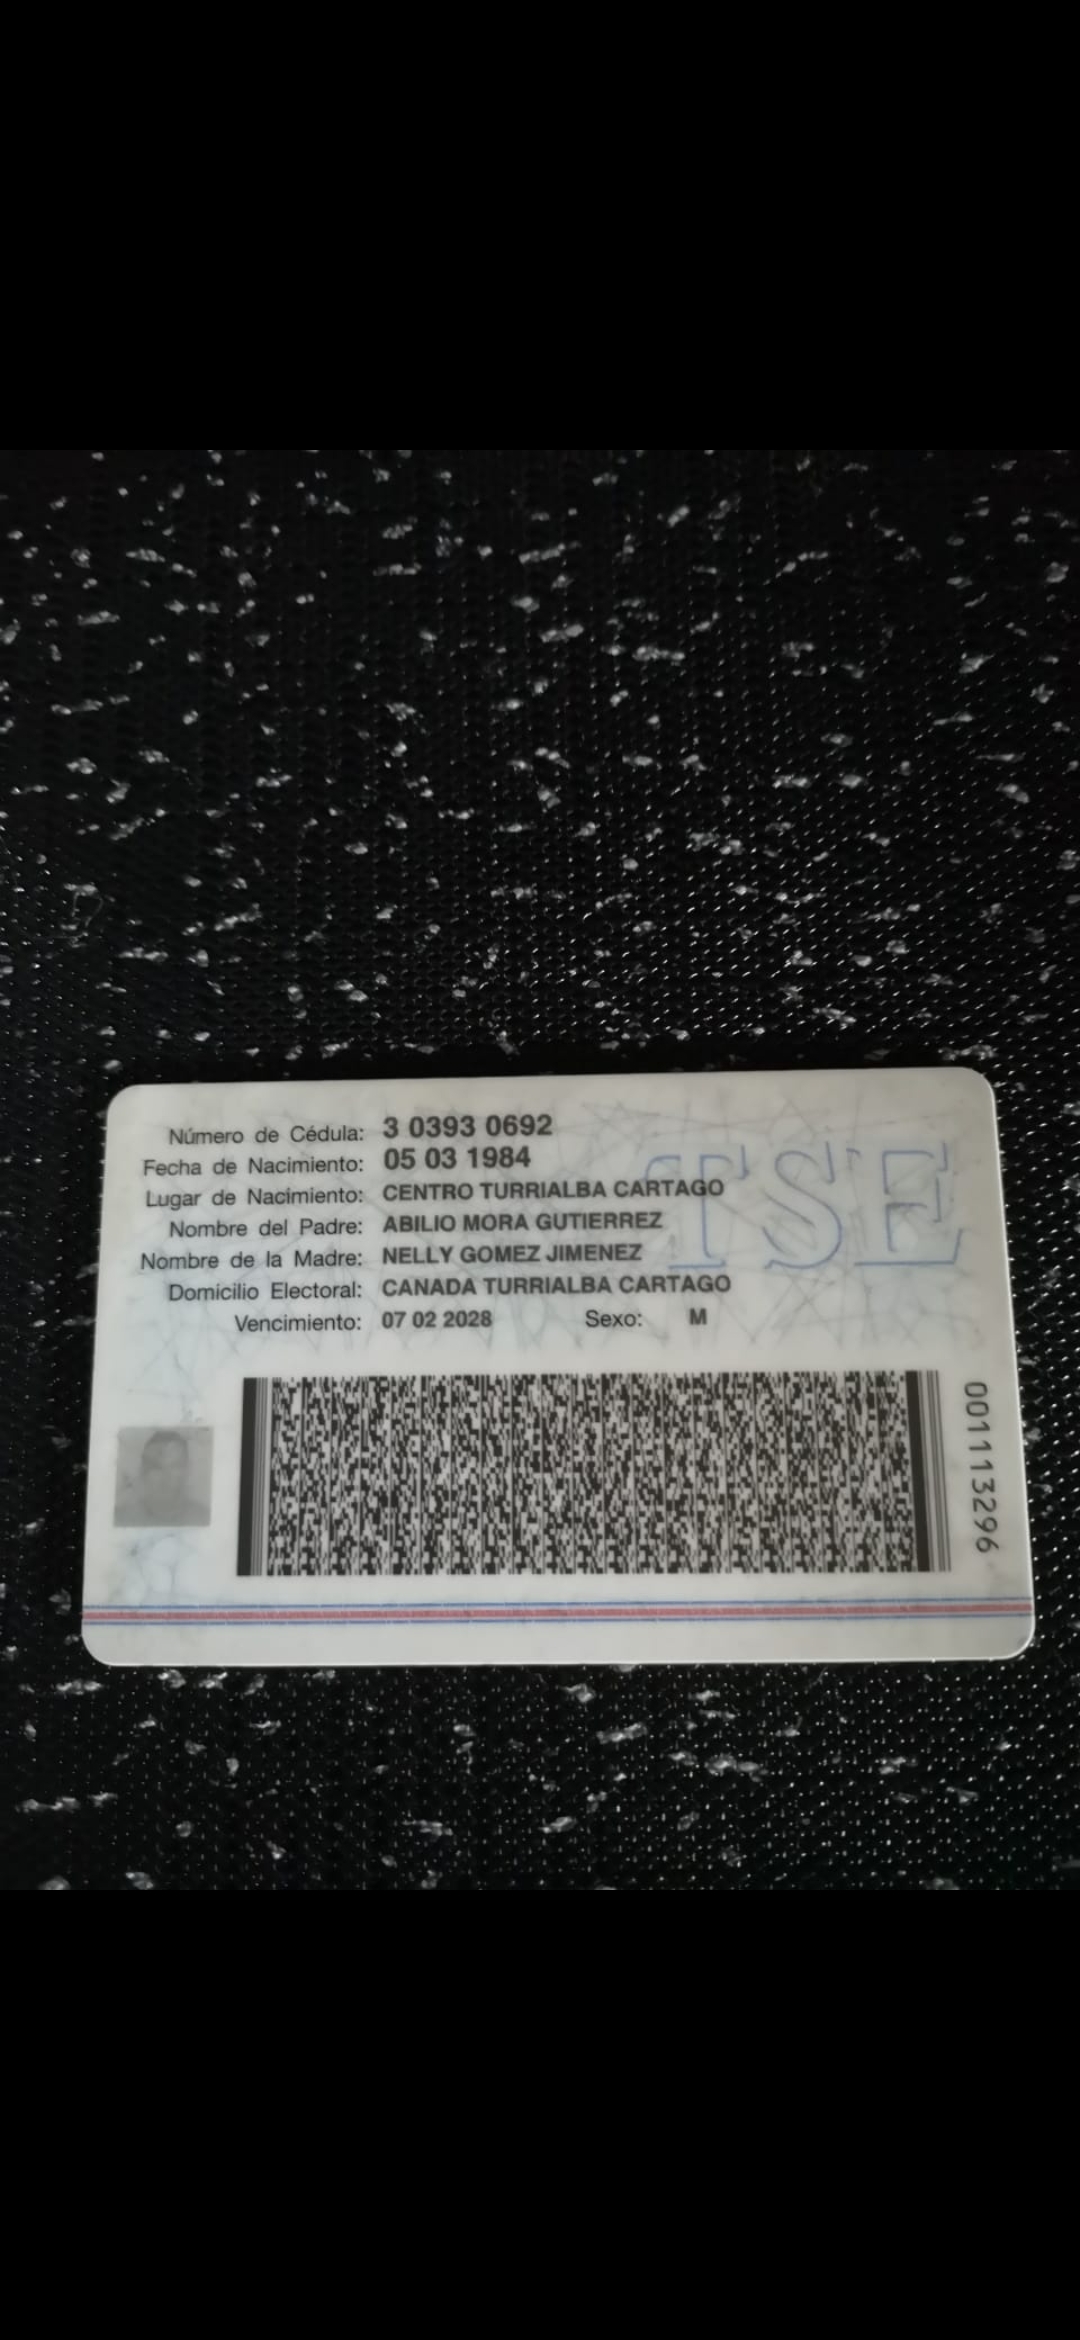 Número de Cédula: 3 0393 0692
Fecha de Nacimiento: 05 03 1984
Lugar de Nacimiento: CENTRO TURRIALBA CARTAGO
Nombre del Padre: ABILIO MORA GUTIERREZ
Nombre de la Madre: NELLY GOMEZ JIMENEZ
Domicilio Electoral: CANADA TURRIALBA CARTAGO
Vencimiento: 07 02 2028 Sexo: M
TSE
001113296